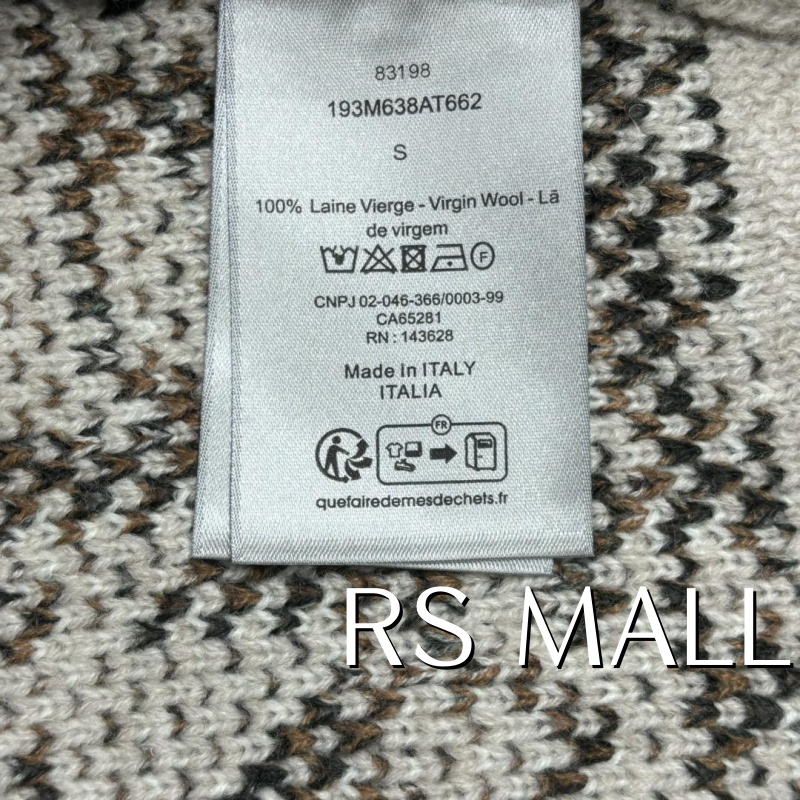 83198
193M638AT662
S
100% Laine Vierge - Virgin Wool - Lã
de virgem
F
CNPJ 02-046-366/0003-99
CA65281
RN : 143628
Made In ITALY
ITALIA
FR
quefairedemesdechets.fr
RS MALL